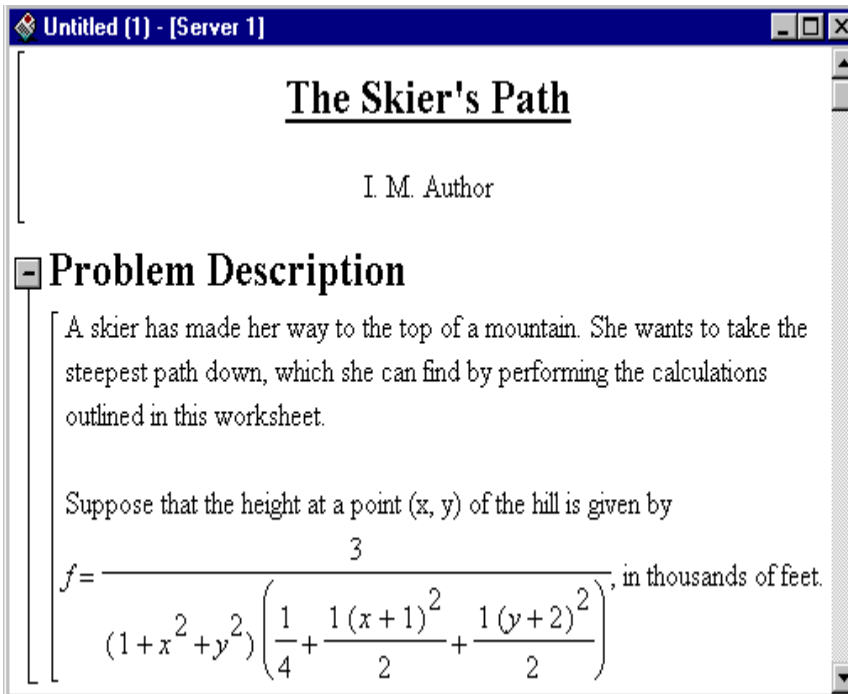 Untitled (1) - [Server 1]
The Skier's Path
I. M. Author
Problem Description
A skier has made her way to the top of a mountain. She wants to take the
steepest path down, which she can find by performing the calculations
outlined in this worksheet.
Suppose that the height at a point (x, y) of the hill is given by
f = 3 / ((1 + x^2 + y^2) (1/4 + 1 (x + 1)^2 / 2 + 1 (y + 2)^2 / 2)), in thousands of feet.